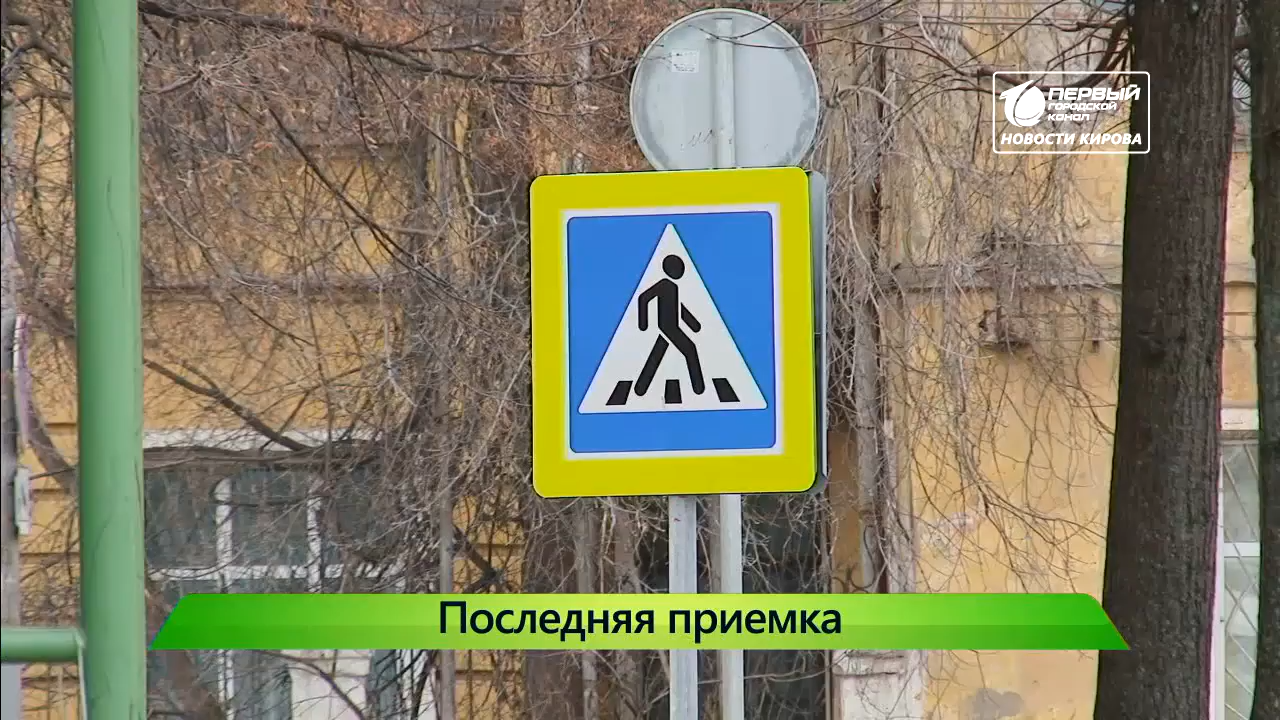 ПЕРВЫЙ
ГОРОДСКОЙ
КАНАЛ
НОВОСТИ КИРОВА
Последняя приемка